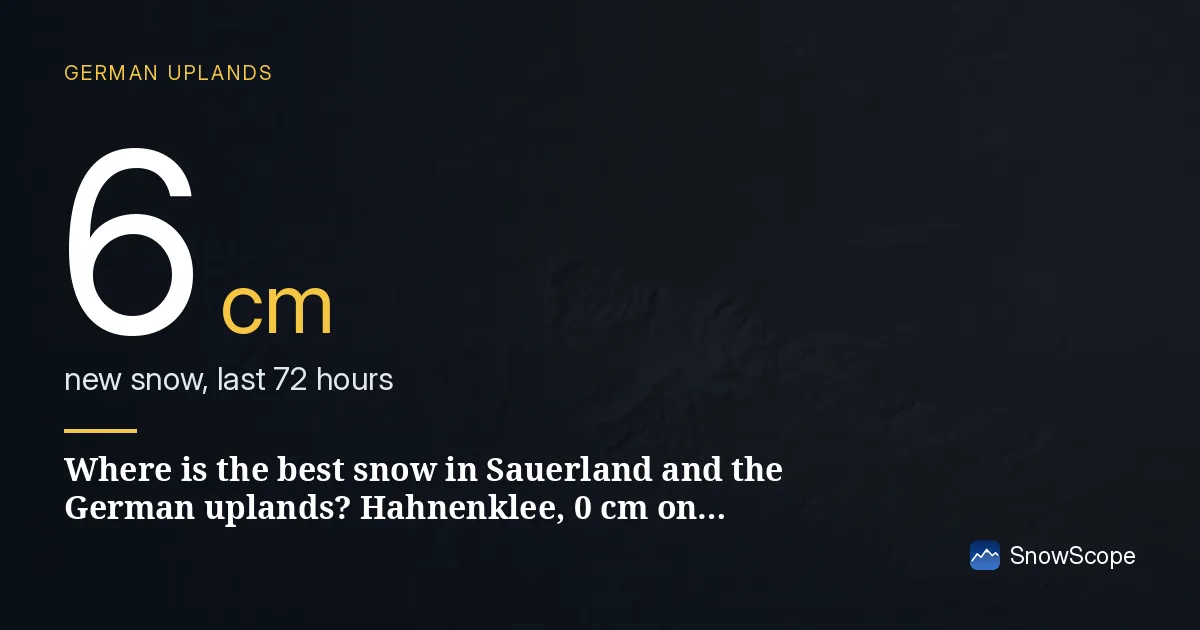 GERMAN UPLANDS
6 cm
new snow, last 72 hours
Where is the best snow in Sauerland and the
German uplands? Hahnenklee, 0 cm on...
SnowScope